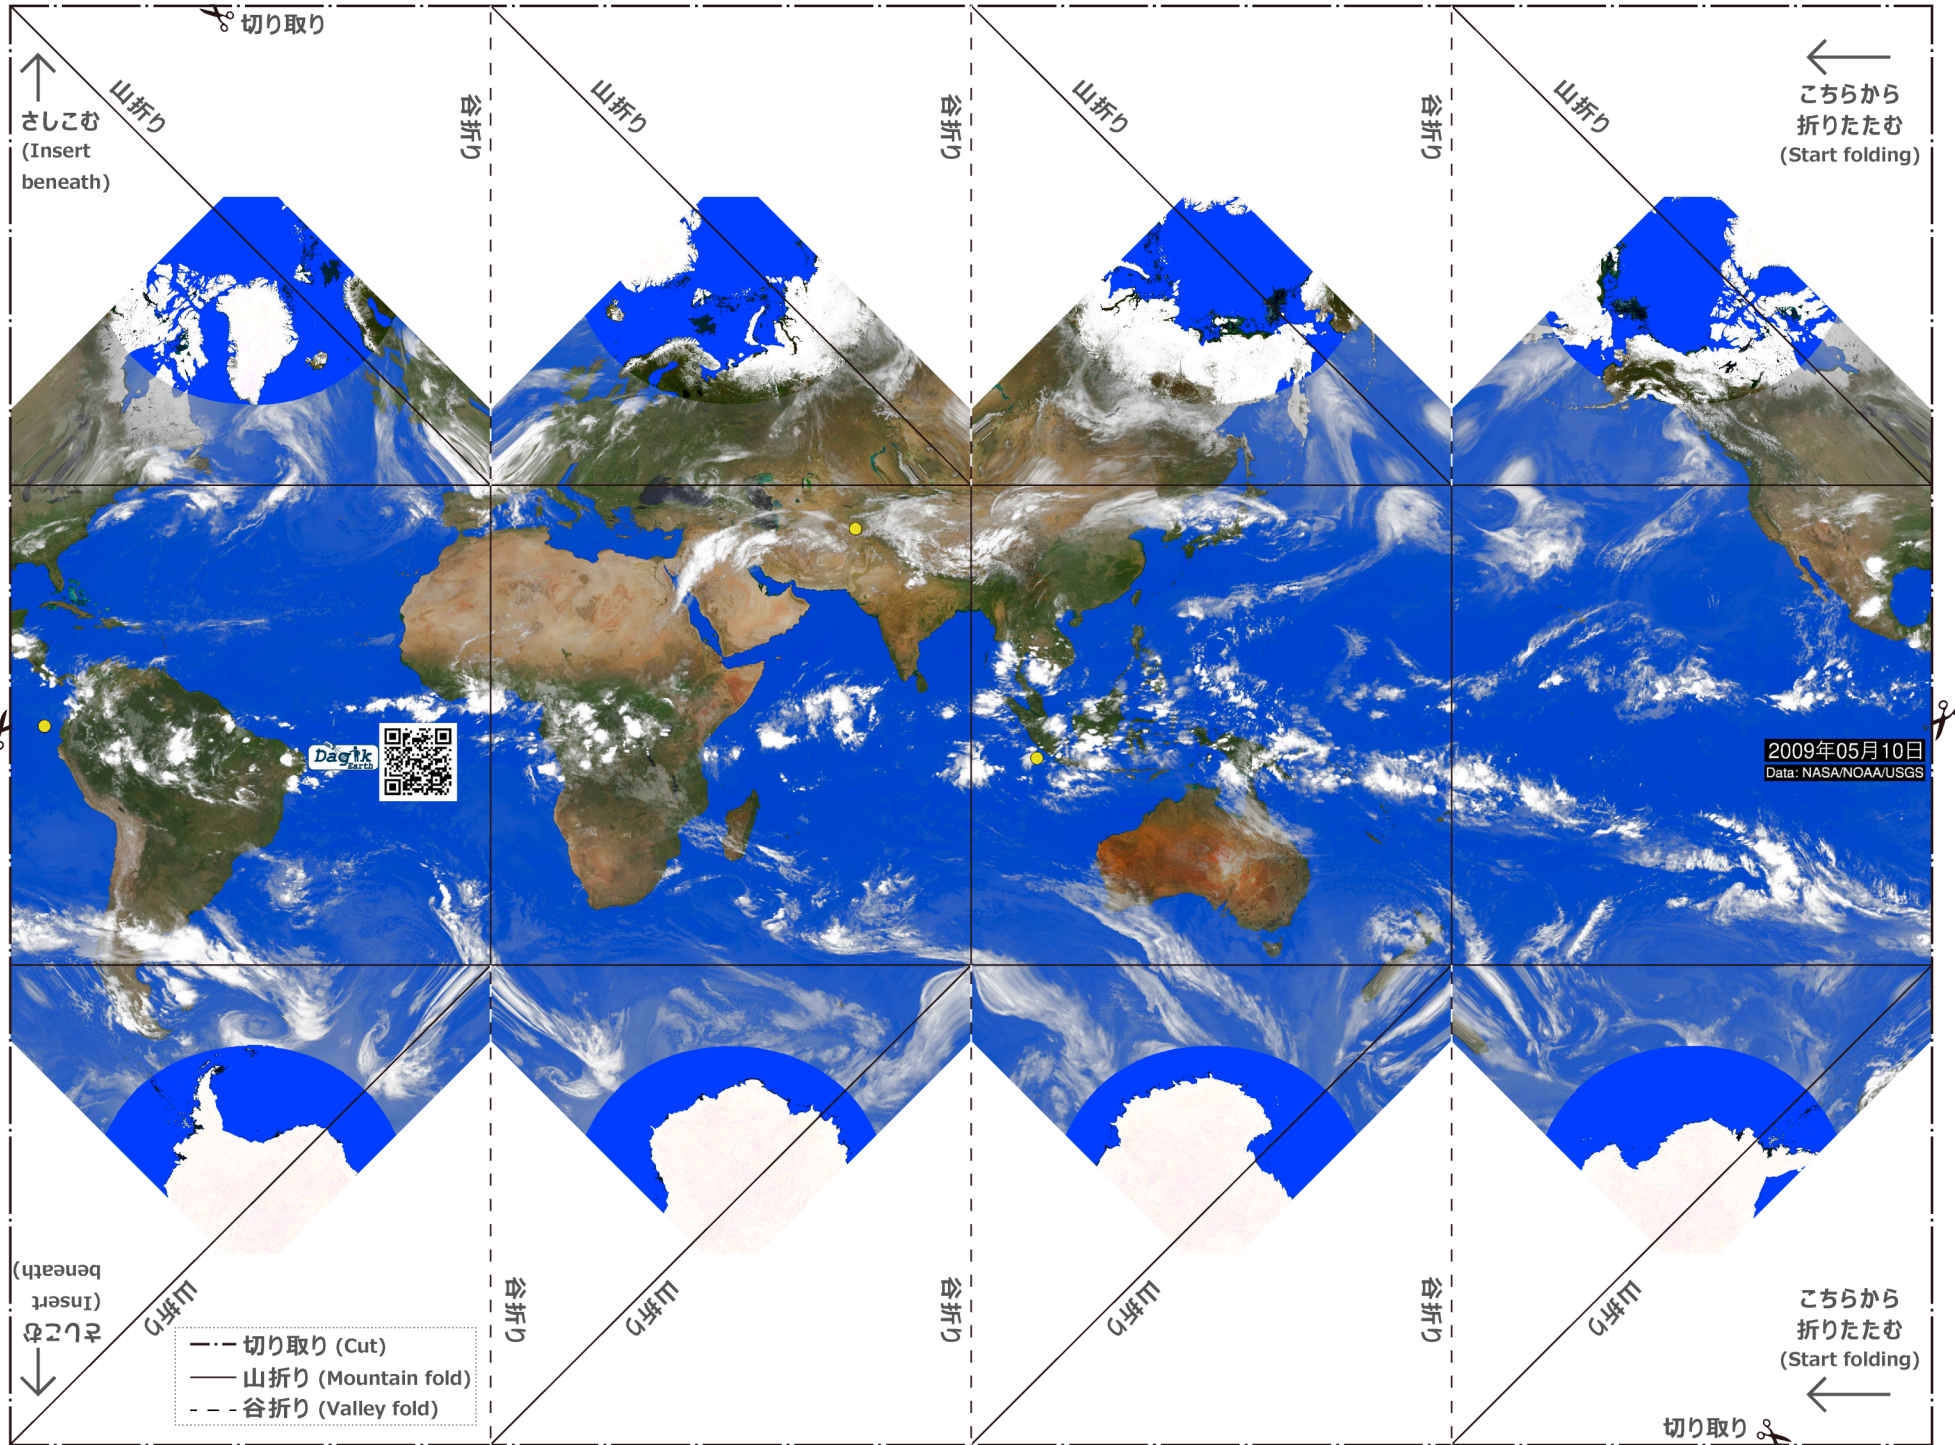 切り取り
さしこむ
(Insert
beneath)
山折り
谷折り
山折り
谷折り
山折り
谷折り
山折り
こちらから
折りたたむ
(Start folding)
Dagik
Earth
2009年05月10日
Data: NASA/NOAA/USGS
さしこむ
(Insert
beneath)
山折り
谷折り
山折り
谷折り
山折り
谷折り
山折り
こちらから
折りたたむ
(Start folding)
切り取り (Cut)
山折り (Mountain fold)
谷折り (Valley fold)
切り取り